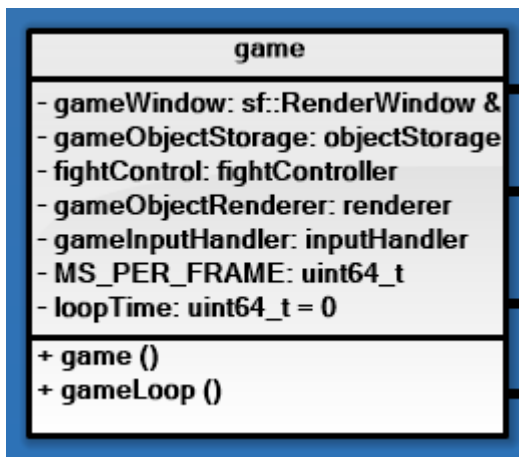 game
- gameWindow: sf::RenderWindow &
- gameObjectStorage: objectStorage
- fightControl: fightController
- gameObjectRenderer: renderer
- gameInputHandler: inputHandler
- MS_PER_FRAME: uint64_t
- loopTime: uint64_t = 0
+ game ()
+ gameLoop ()